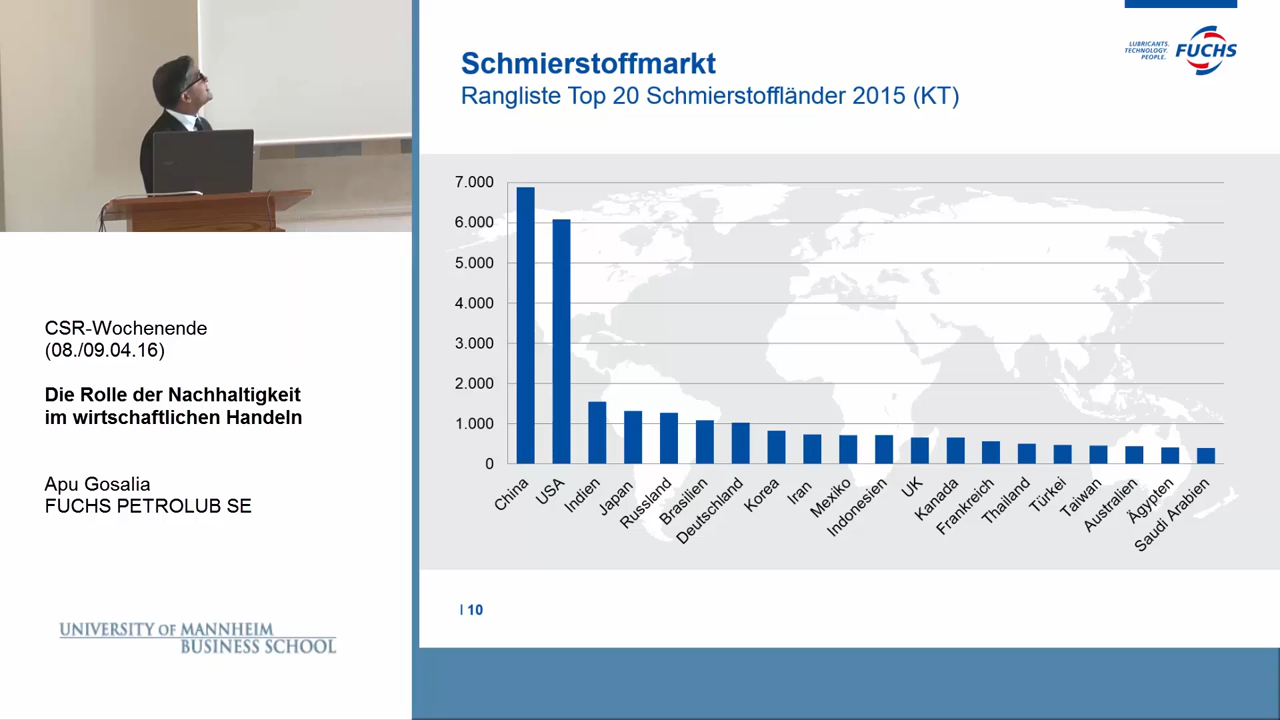 LUBRICANTS.
TECHNOLOGY.
PEOPLE.
FUCHS
Schmierstoffmarkt
Rangliste Top 20 Schmierstoffländer 2015 (KT)
7.000
6.000
5.000
4.000
3.000
2.000
1.000
0
China
USA
Indien
Japan
Russland
Brasilien
Deutschland
Korea
Iran
Mexiko
Indonesien
UK
Kanada
Frankreich
Thailand
Türkei
Taiwan
Australien
Ägypten
Saudi Arabien
| 10
CSR-Wochenende
(08./09.04.16)
Die Rolle der Nachhaltigkeit
im wirtschaftlichen Handeln
Apu Gosalia
FUCHS PETROLUB SE
UNIVERSITY OF MANNHEIM
BUSINESS SCHOOL